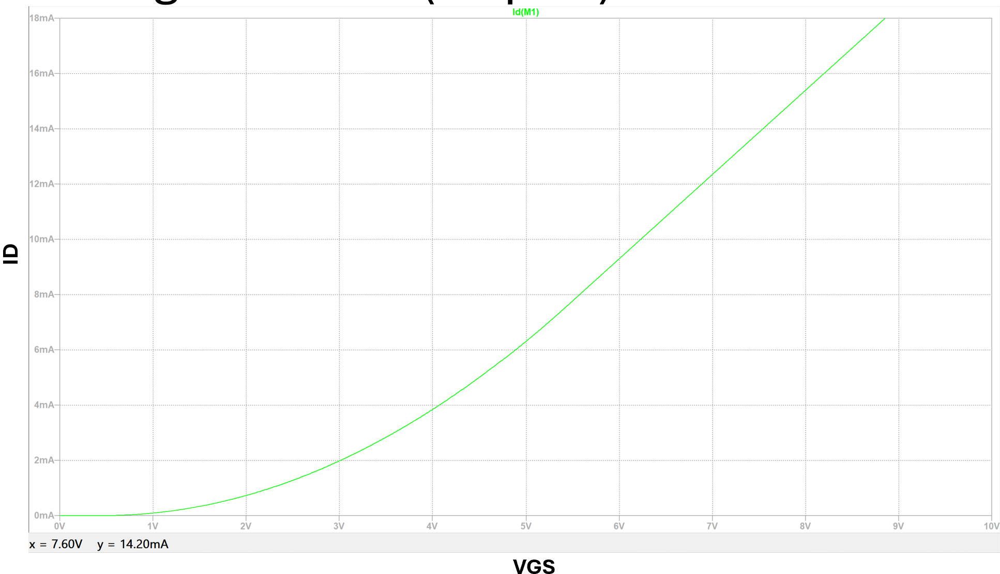 Id(M1)
18mA
16mA
14mA
12mA
10mA
8mA
6mA
4mA
2mA
0mA
ID
0V 1V 2V 3V 4V 5V 6V 7V 8V 9V 10V
x = 7.60V y = 14.20mA
VGS